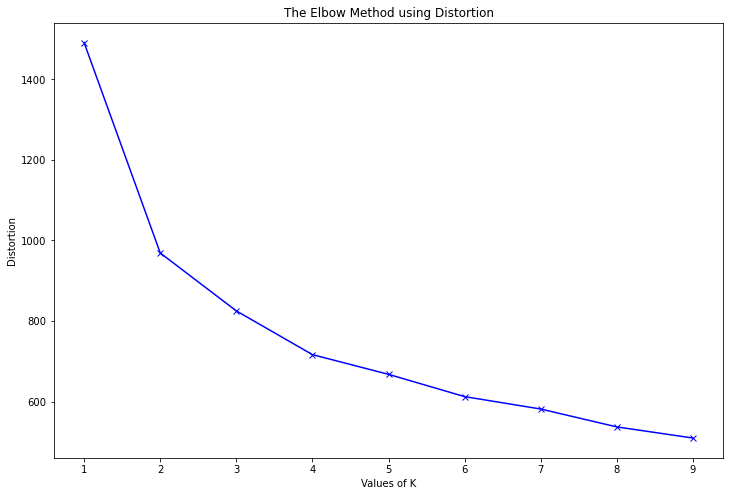 The Elbow Method using Distortion
1400
1200
1000
800
600
Distortion
1 2 3 4 5 6 7 8 9
Values of K